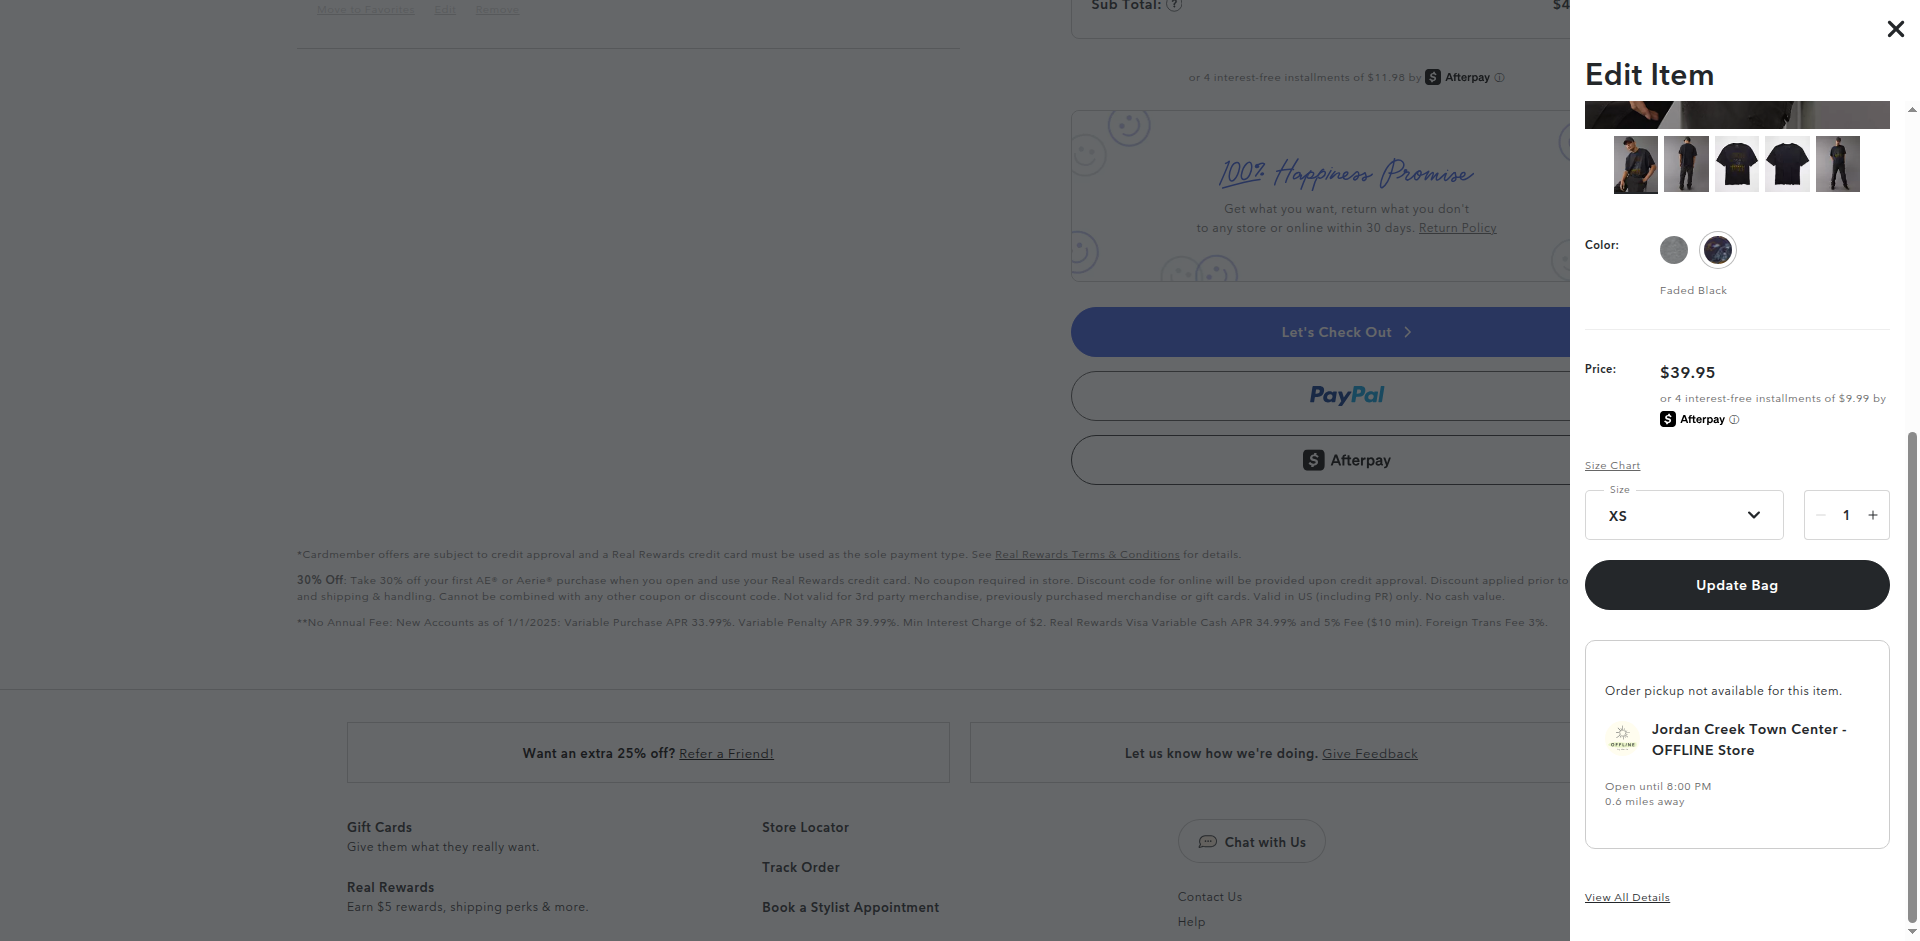 Move to Favorites Edit Remove
Sub Total: ? $4
or 4 interest-free installments of $11.98 by Afterpay
100% Happiness Promise
Get what you want, return what you don't
to any store or online within 30 days. Return Policy
Let's Check Out
PayPal
Afterpay
*Cardmember offers are subject to credit approval and a Real Rewards credit card must be used as the sole payment type. See Real Rewards Terms & Conditions for details.
30% Off: Take 30% off your first AE® or Aerie® purchase when you open and use your Real Rewards credit card. No coupon required in store. Discount code for online will be provided upon credit approval. Discount applied prior to
and shipping & handling. Cannot be combined with any other coupon or discount code. Not valid for 3rd party merchandise, previously purchased merchandise or gift cards. Valid in US (including PR) only. No cash value.
**No Annual Fee: New Accounts as of 1/1/2025: Variable Purchase APR 33.99%. Variable Penalty APR 39.99%. Min Interest Charge of $2. Real Rewards Visa Variable Cash APR 34.99% and 5% Fee ($10 min). Foreign Trans Fee 3%.
Want an extra 25% off? Refer a Friend!
Let us know how we're doing. Give Feedback
Gift Cards
Give them what they really want.
Real Rewards
Earn $5 rewards, shipping perks & more.
Store Locator
Track Order
Book a Stylist Appointment
Chat with Us
Contact Us
Help
Edit Item
Color:
Faded Black
Price:
$39.95
or 4 interest-free installments of $9.99 by
Afterpay
Size Chart
Size
XS
1
Update Bag
Order pickup not available for this item.
OFFLINE
Jordan Creek Town Center -
OFFLINE Store
Open until 8:00 PM
0.6 miles away
View All Details